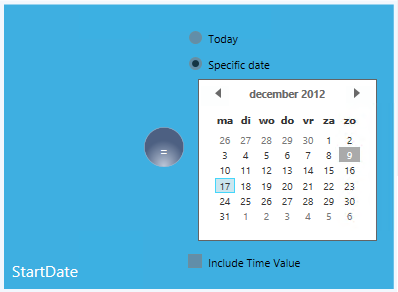 Today
Specific date
december 2012
ma di wo do vr za zo
26 27 28 29 30 1 2
3 4 5 6 7 8 9
10 11 12 13 14 15 16
17 18 19 20 21 22 23
24 25 26 27 28 29 30
31 1 2 3 4 5 6
=
Include Time Value
StartDate